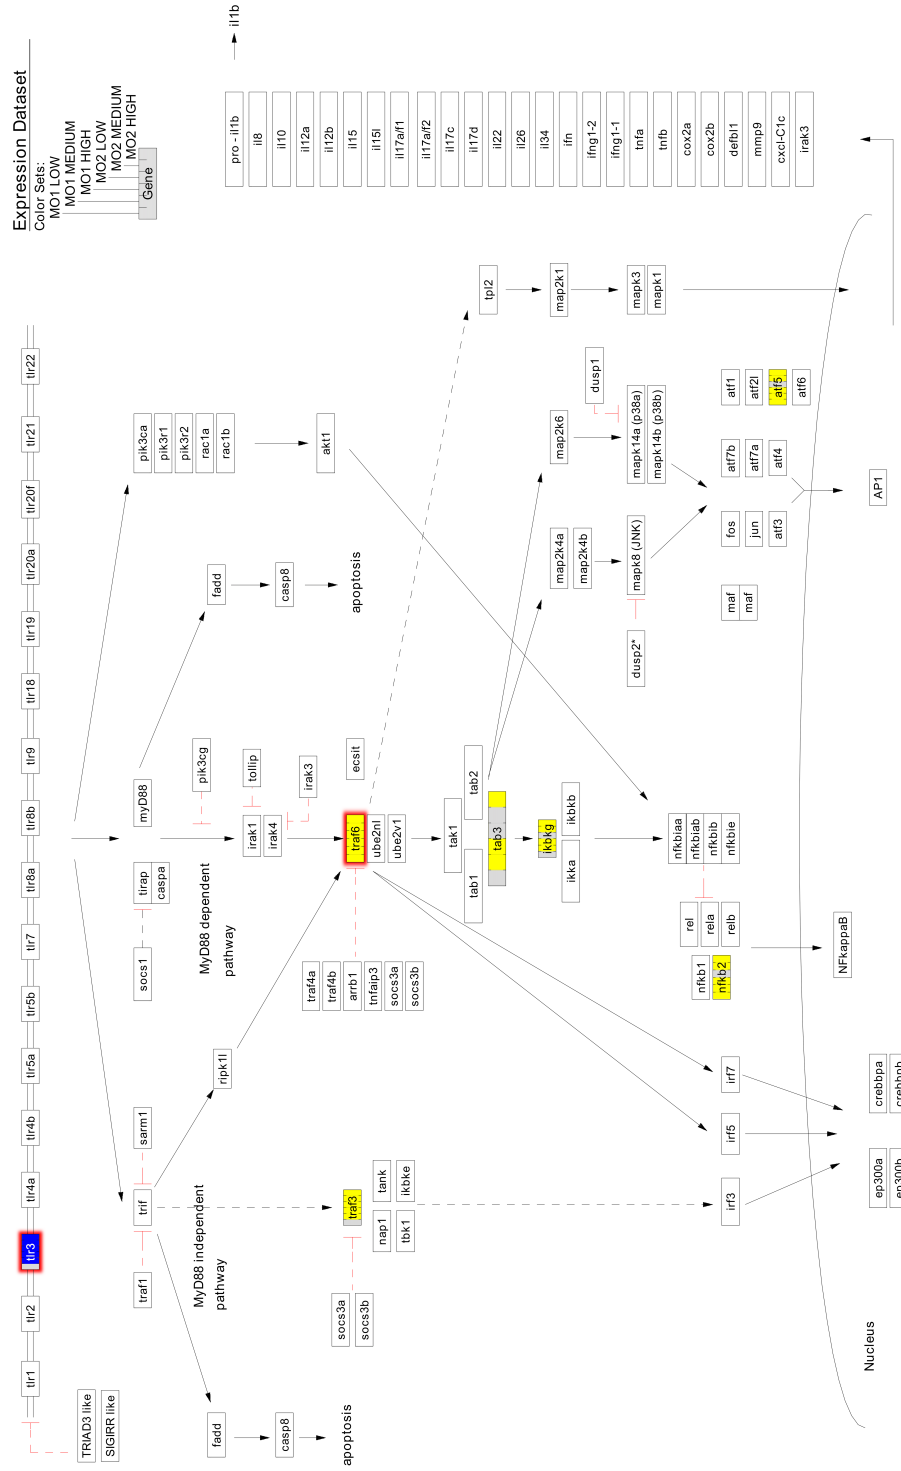 Expression Dataset
Color Sets:
MO1 LOW
MO1 MEDIUM
MO1 HIGH
MO2 LOW
MO2 MEDIUM
MO2 HIGH
Gene
tlr1
tlr2
tlr3
tlr4a
tlr4b
tlr5a
tlr5b
tlr7
tlr8a
tlr8b
tlr9
tlr18
tlr19
tlr20a
tlr20f
tlr21
tlr22
TRIAD3 like
SIGIRR like
traf1
trif
sarm1
socs1
tirap
caspa
myD88
pik3ca
pik3r1
pik3r2
rac1a
rac1b
MyD88 independent
pathway
MyD88 dependent
pathway
pik3cg
fadd
casp8
apoptosis
ripk1l
fadd
casp8
apoptosis
irak1
irak4
tollip
irak3
akt1
socs3a
socs3b
traf3
nap1
tank
tbk1
ikbke
traf4a
traf4b
arrb1
tnfaip3
socs3a
socs3b
traf6
ube2nl
ube2v1
ecsit
tak1
tab1
tab2
tab3
ikbkg
ikka
ikbkb
tpl2
map2k1
mapk3
mapk1
map2k4a
map2k4b
map2k6
dusp1
dusp2*
mapk8 (JNK)
mapk14a (p38a)
mapk14b (p38b)
nfkbiaa
nfkbiab
nfkbib
nfkbie
rel
rela
relb
nfkb1
nfkb2
irf3
irf5
irf7
maf
maf
fos
jun
atf3
atf7b
atf7a
atf4
atf1
atf2l
atf5
atf6
NFkappaB
AP1
Nucleus
ep300a
ep300b
crebbpa
crebbpb
pro - il1b
il1b
il8
il10
il12a
il12b
il15
il15l
il17a/f1
il17a/f2
il17c
il17d
il22
il26
il34
ifn
ifng1-2
ifng1-1
tnfa
tnfb
cox2a
cox2b
defbl1
mmp9
cxcl-C1c
irak3